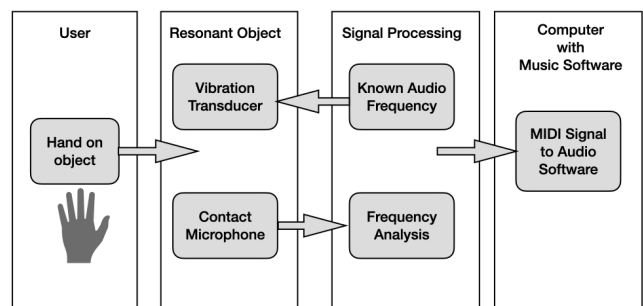 User
Hand on
object
Resonant Object
Vibration
Transducer
Contact
Microphone
Signal Processing
Known Audio
Frequency
Frequency
Analysis
Computer
with
Music Software
MIDI Signal
to Audio
Software